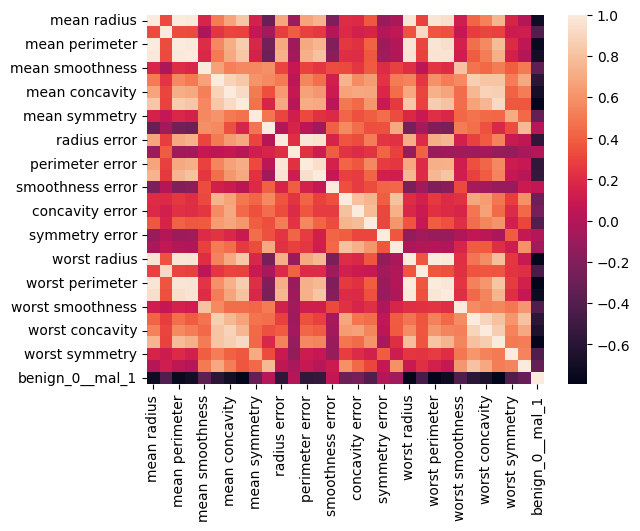 mean radius
mean perimeter
mean smoothness
mean concavity
mean symmetry
radius error
perimeter error
smoothness error
concavity error
symmetry error
worst radius
worst perimeter
worst smoothness
worst concavity
worst symmetry
benign_0__mal_1
mean radius
mean perimeter
mean smoothness
mean concavity
mean symmetry
radius error
perimeter error
smoothness error
concavity error
symmetry error
worst radius
worst perimeter
worst smoothness
worst concavity
worst symmetry
benign_0__mal_1
1.0
0.8
0.6
0.4
0.2
0.0
−0.2
−0.4
−0.6